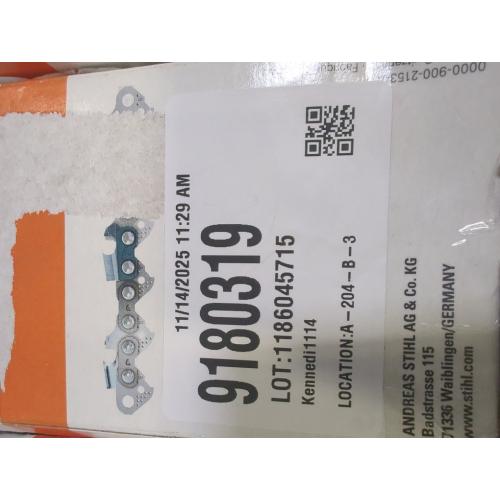 0000-900-2153
11/14/2025 11:29 AM
9180319
LOT:1186045715
Kennedi1114
LOCATION:A-204-B-3
ANDREAS STIHL AG & Co. KG
Badstrasse 115
71336 Waiblingen/GERMANY
www.stihl.com